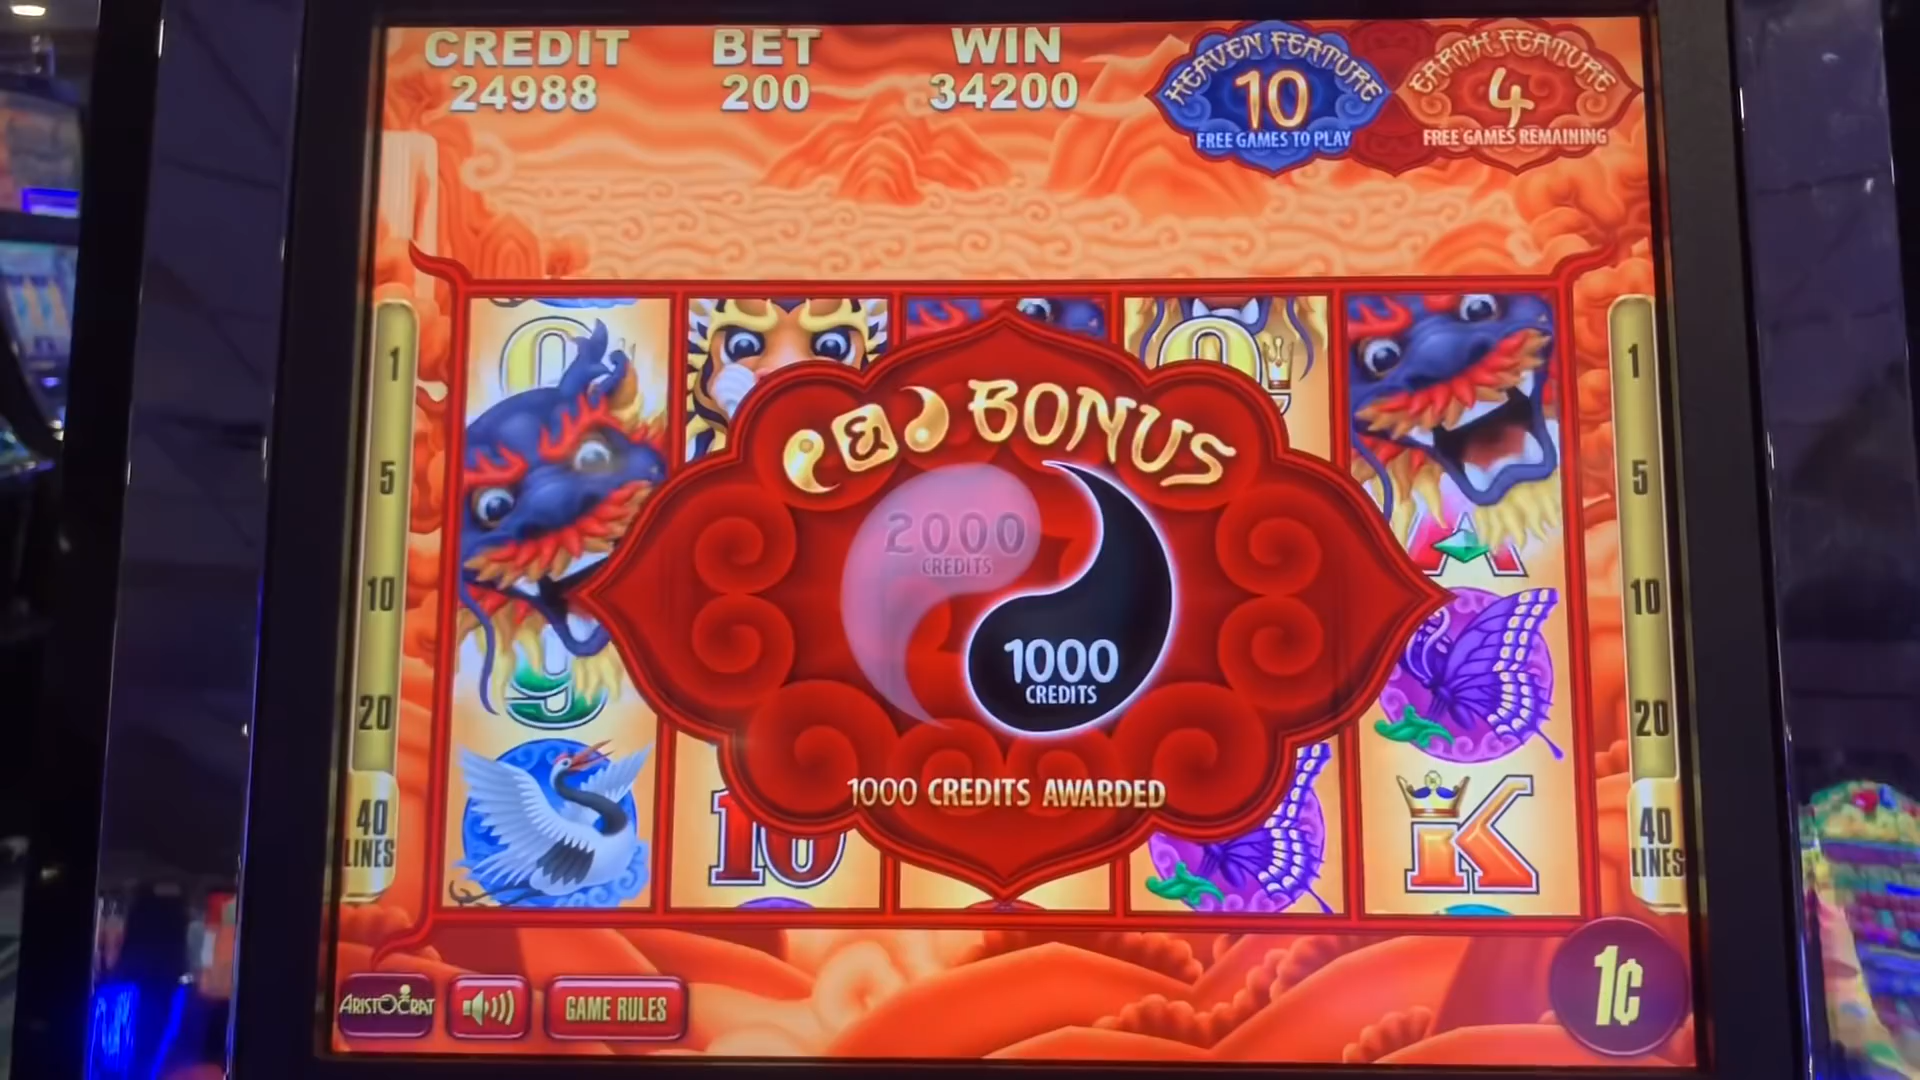 CREDIT
24988
BET
200
WIN
34200
HEAVEN FEATURE
10
FREE GAMES TO PLAY
EARTH FEATURE
4
FREE GAMES REMAINING
1
5
10
20
40
LINES
& BONUS
2000
CREDITS
1000
CREDITS
1000 CREDITS AWARDED
9
10
A
K
1
5
10
20
40
LINES
ARISTOCRAT
GAME RULES
1¢